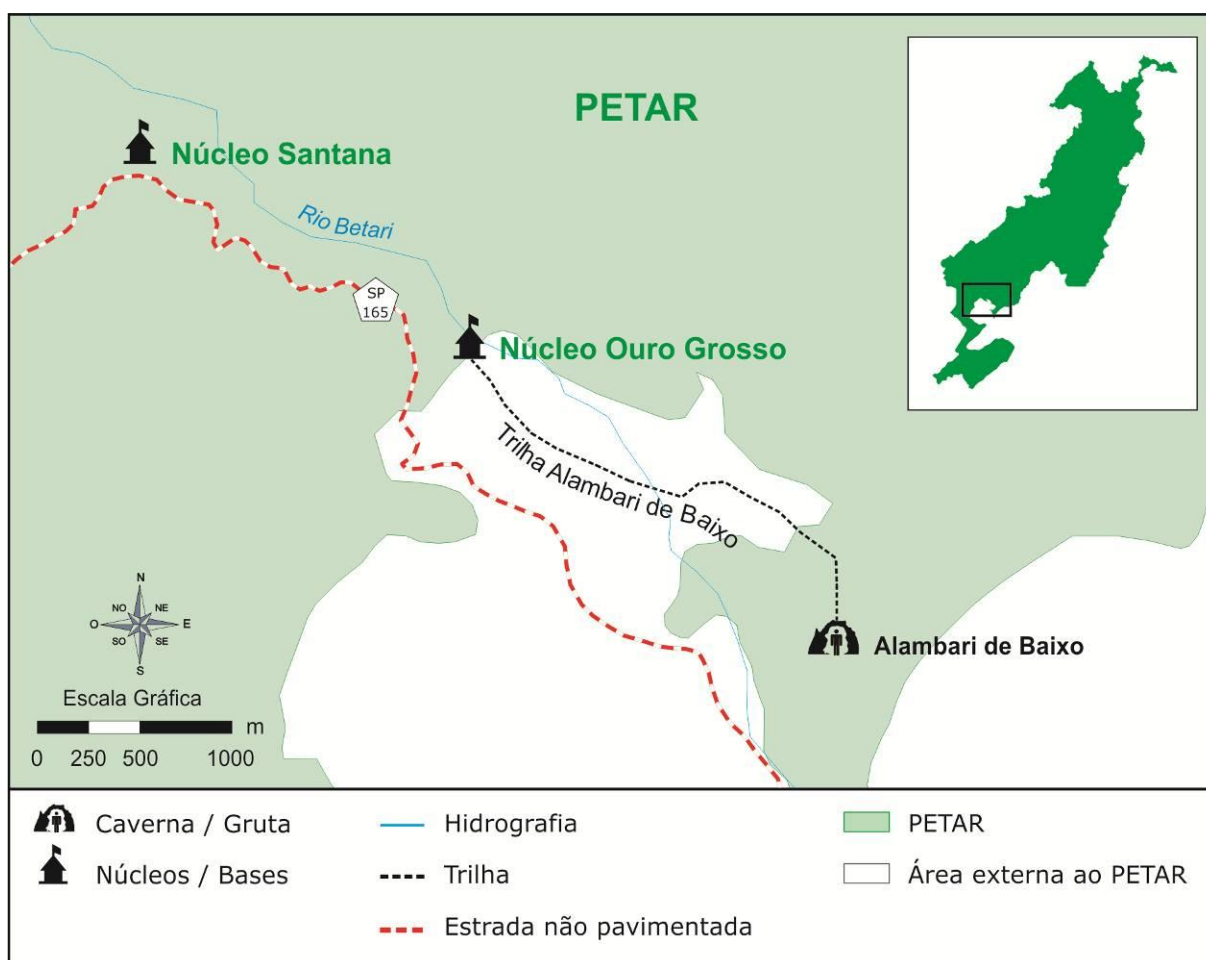 PETAR
Núcleo Santana
Rio Betari
SP
165
Núcleo Ouro Grosso
Trilha Alambari de Baixo
Alambari de Baixo
N
NO NE
O E
SO SE
S
Escala Gráfica
m
0 250 500 1000
Caverna / Gruta
Hidrografia
PETAR
Núcleos / Bases
Trilha
Área externa ao PETAR
Estrada não pavimentada